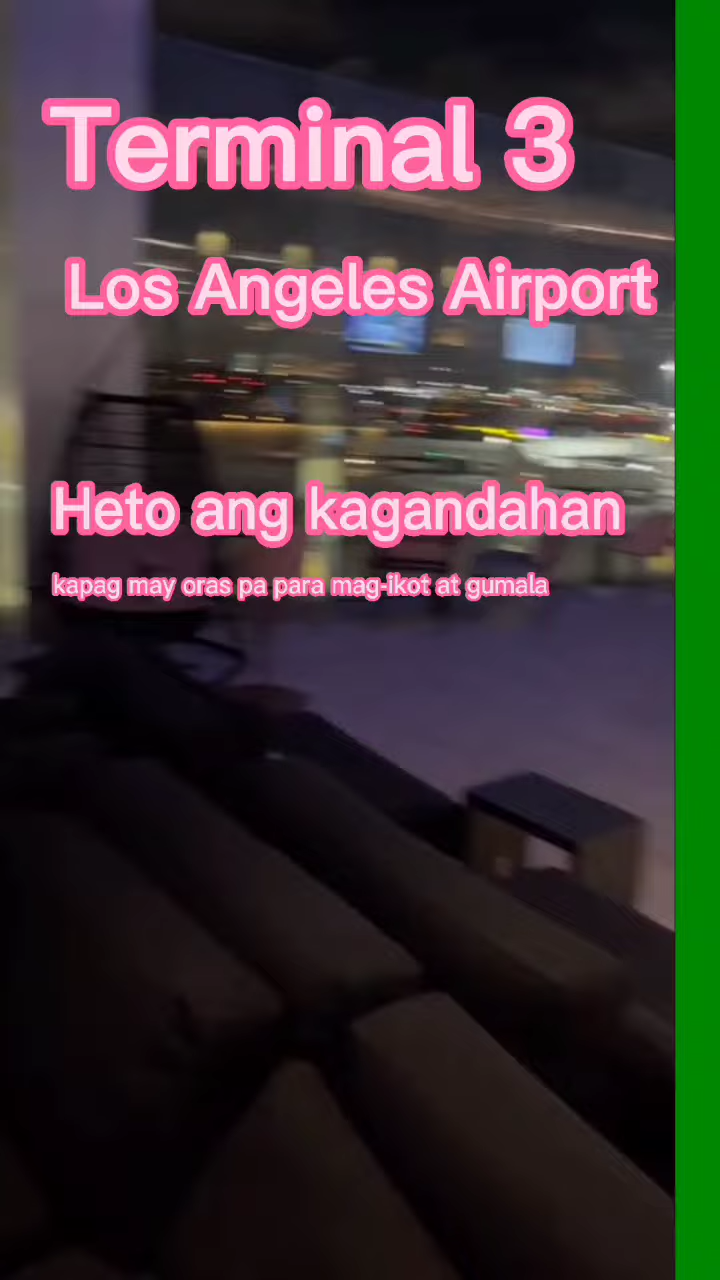 Terminal 3
Los Angeles Airport
Heto ang kagandahan
kapag may oras pa para mag-ikot at gumala